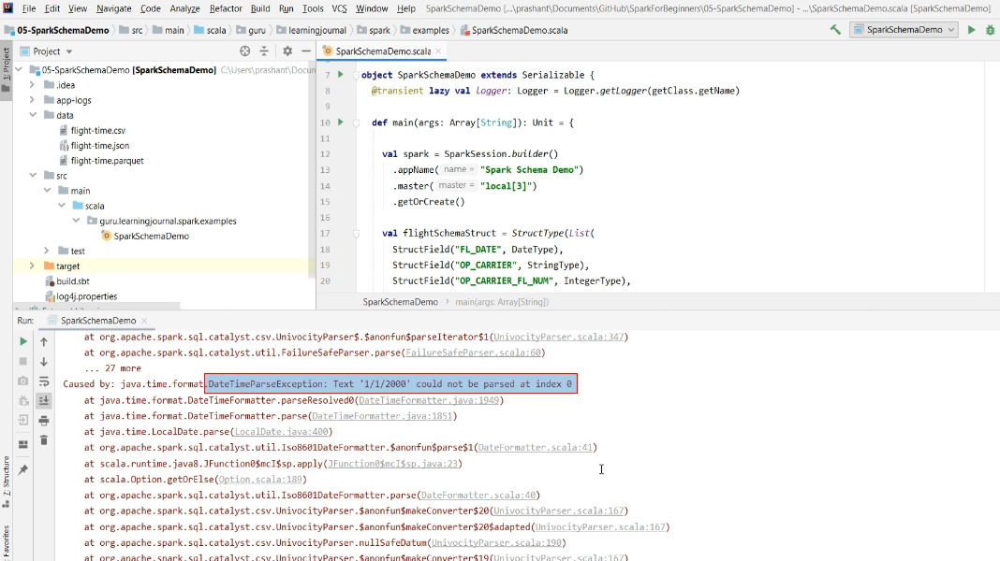 File Edit View Navigate Code Analyze Refactor Build Run Tools VCS Window Help SparkSchemaDemo [...\prashant\Documents\GitHub\SparkForBeginners\05-SparkSchemaDemo] - ...\SparkSchemaDemo.scala [SparkSchemaDemo]
05-SparkSchemaDemo src main scala guru learningjournal spark examples SparkSchemaDemo.scala SparkSchemaDemo
1: Project
Project
SparkSchemaDemo.scala
05-SparkSchemaDemo [SparkSchemaDemo] C:\Users\prashant\Docum
.idea
app-logs
data
flight-time.csv
flight-time.json
flight-time.parquet
src
main
scala
guru.learningjournal.spark.examples
SparkSchemaDemo
test
target
build.sbt
log4j.properties
7 object SparkSchemaDemo extends Serializable {
8 @transient lazy val logger: Logger = Logger.getLogger(getClass.getName)
9
10 def main(args: Array[String]): Unit = {
11
12 val spark = SparkSession.builder()
13 .appName( name = "Spark Schema Demo")
14 .master( master = "local[3]")
15 .getOrCreate()
16
17 val flightSchemaStruct = StructType(List(
18 StructField("FL_DATE", DateType),
19 StructField("OP_CARRIER", StringType),
20 StructField("OP_CARRIER_FL_NUM", IntegerType),
SparkSchemaDemo main(args: Array[String])
Run: SparkSchemaDemo
at org.apache.spark.sql.catalyst.csv.UnivocityParser$.$anonfun$parseIterator$1(UnivocityParser.scala:347)
at org.apache.spark.sql.catalyst.util.FailureSafeParser.parse(FailureSafeParser.scala:60)
... 27 more
Caused by: java.time.format.DateTimeParseException: Text '1/1/2000' could not be parsed at index 0
at java.time.format.DateTimeFormatter.parseResolved0(DateTimeFormatter.java:1949)
at java.time.format.DateTimeFormatter.parse(DateTimeFormatter.java:1851)
at java.time.LocalDate.parse(LocalDate.java:400)
at org.apache.spark.sql.catalyst.util.Iso8601DateFormatter.$anonfun$parse$1(DateFormatter.scala:41)
at scala.runtime.java8.JFunction0$mcI$sp.apply(JFunction0$mcI$sp.java:23)
at scala.Option.getOrElse(Option.scala:189)
at org.apache.spark.sql.catalyst.util.Iso8601DateFormatter.parse(DateFormatter.scala:40)
at org.apache.spark.sql.catalyst.csv.UnivocityParser.$anonfun$makeConverter$20(UnivocityParser.scala:167)
at org.apache.spark.sql.catalyst.csv.UnivocityParser.$anonfun$makeConverter$20$adapted(UnivocityParser.scala:167)
at org.apache.spark.sql.catalyst.csv.UnivocityParser.nullSafeDatum(UnivocityParser.scala:190)
at org.apache.spark.sql.catalyst.csv.UnivocityParser.$anonfun$makeConverter$19(UnivocityParser.scala:167)
7: Structure
Favorites